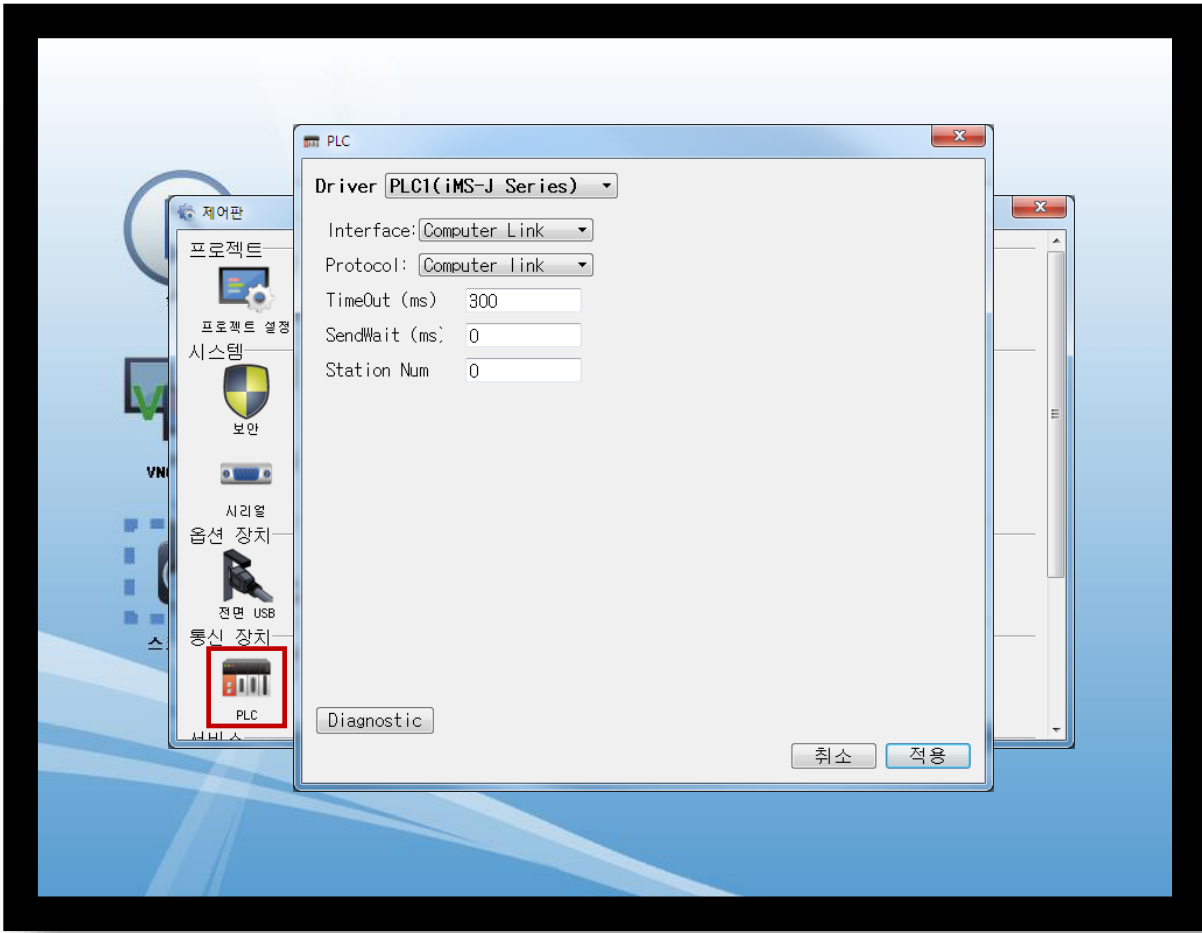 PLC
Driver PLC1(iMS-J Series)
Interface: Computer Link
Protocol: Computer link
TimeOut (ms) 300
SendWait (ms) 0
Station Num 0
Diagnostic
취소 적용
제어판
프로젝트
프로젝트 설정
시스템
보안
시리얼
옵션 장치
전면 USB
통신 장치
PLC
서비스